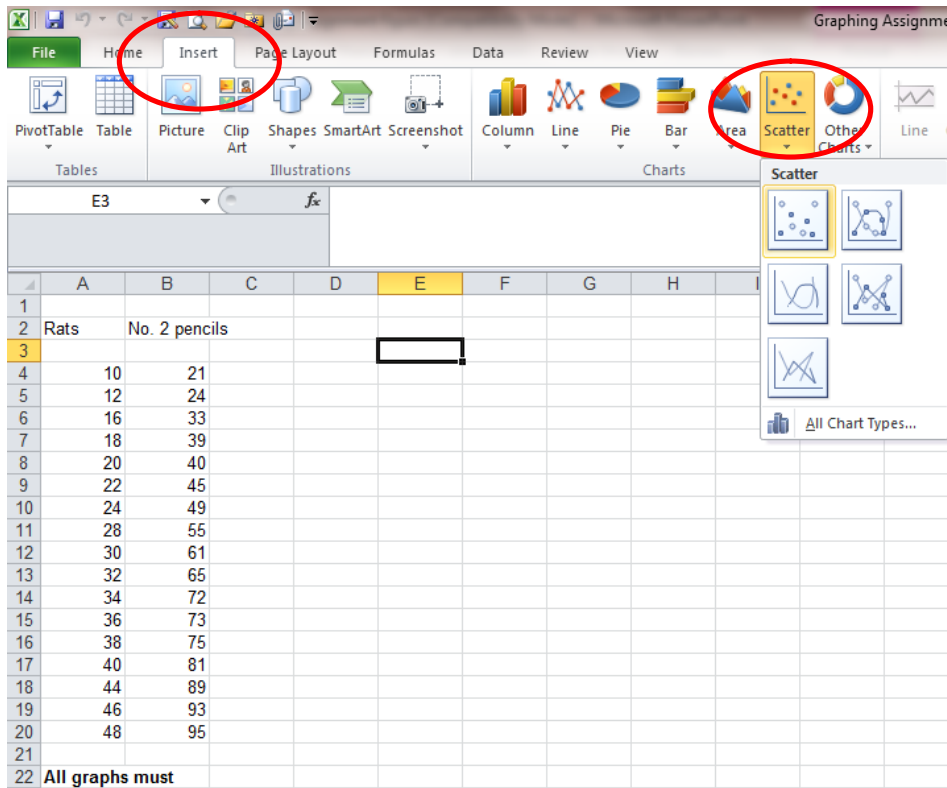 Graphing Assignme
File Home Insert Page Layout Formulas Data Review View
PivotTable Table Picture Clip Art Shapes SmartArt Screenshot Column Line Pie Bar Area Scatter Other Charts Line
Tables Illustrations Charts
Scatter
E3 fx
All Chart Types...
A B C D E F G H I
1
2 Rats No. 2 pencils
3
4 10 21
5 12 24
6 16 33
7 18 39
8 20 40
9 22 45
10 24 49
11 28 55
12 30 61
13 32 65
14 34 72
15 36 73
16 38 75
17 40 81
18 44 89
19 46 93
20 48 95
21
22 All graphs must